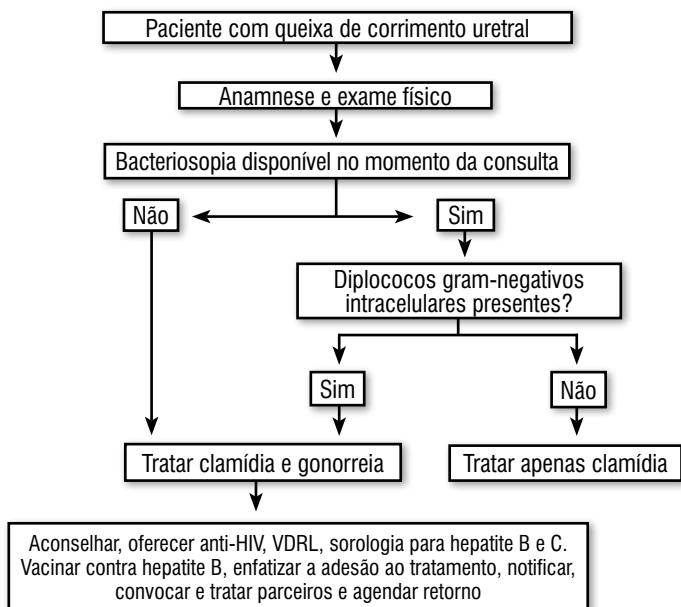 Paciente com queixa de corrimento uretral
Anamnese e exame físico
Bacteriosopia disponível no momento da consulta
Não
Sim
Diplococos gram-negativos
intracelulares presentes?
Sim
Não
Tratar clamídia e gonorreia
Tratar apenas clamídia
Aconselhar, oferecer anti-HIV, VDRL, sorologia para hepatite B e C.
Vacinar contra hepatite B, enfatizar a adesão ao tratamento, notificar,
convocar e tratar parceiros e agendar retorno